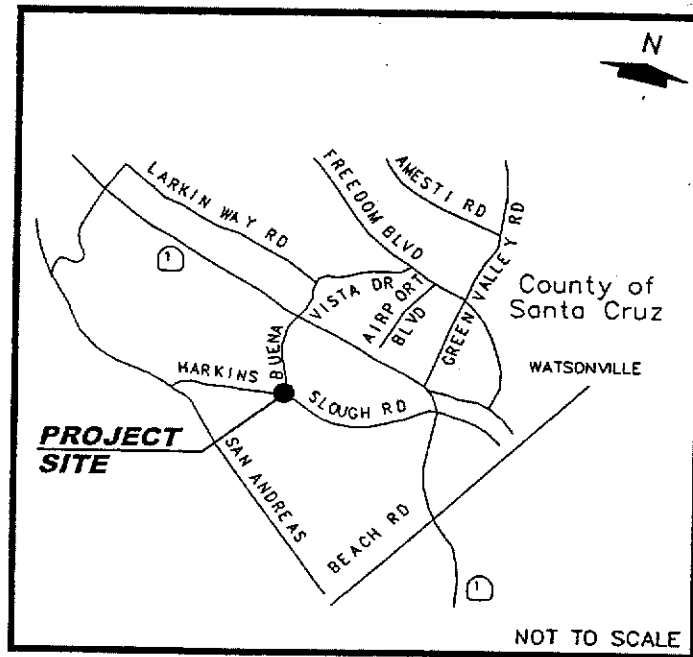 N
LARKIN WAY RD
FREEDOM BLVD
AMESTI RD
1
VISTA DR
AIRPORT
BLVD
GREEN VALLEY RD
County of
Santa Cruz
BUENA
HARKINS
SLOUGH RD
WATSONVILLE
PROJECT
SITE
SAN ANDREAS
BEACH RD
1
NOT TO SCALE